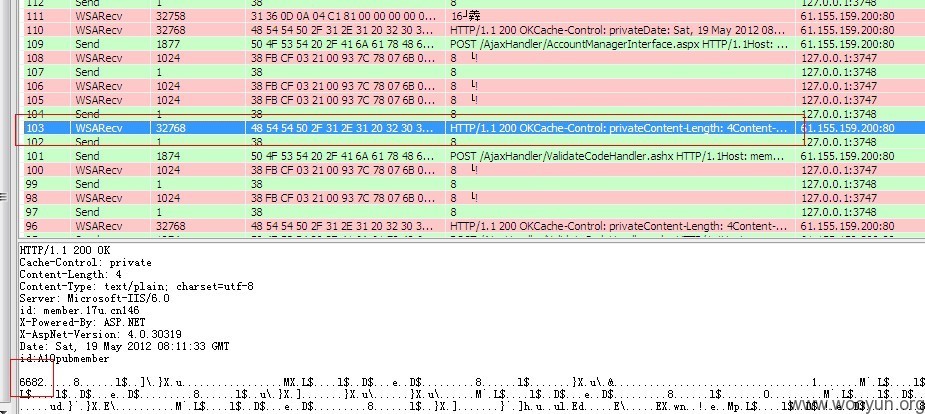 112 Send 1 38 8 127.0.0.1:3748
111 WSARecv 32758 31 36 0D 0A 04 C1 81 00 00 00 00 0... 61.155.159.200:80
110 WSARecv 32768 48 54 54 50 2F 31 2E 31 20 32 30 3... HTTP/1.1 200 OKCache-Control: privateDate: Sat, 19 May 2012 08... 61.155.159.200:80
109 Send 1877 50 4F 53 54 20 2F 41 6A 61 78 48 6... POST /AjaxHandler/AccountManagerInterface.aspx HTTP/1.1Host: ... 61.155.159.200:80
108 WSARecv 1024 38 FB CF 03 21 00 93 7C 78 07 6B 0... 8 └! 127.0.0.1:3747
107 Send 1 38 8 127.0.0.1:3748
106 WSARecv 1024 38 FB CF 03 21 00 93 7C 78 07 6B 0... 8 └! 127.0.0.1:3747
105 WSARecv 1024 38 FB CF 03 21 00 93 7C 78 07 6B 0... 8 └! 127.0.0.1:3747
104 Send 1 38 8 127.0.0.1:3748
103 WSARecv 32768 48 54 54 50 2F 31 2E 31 20 32 30 3... HTTP/1.1 200 OKCache-Control: privateContent-Length: 4Content-... 61.155.159.200:80
102 Send 1 38 8 127.0.0.1:3748
101 Send 1874 50 4F 53 54 20 2F 41 6A 61 78 48 6... POST /AjaxHandler/ValidateCodeHandler.ashx HTTP/1.1Host: mem... 61.155.159.200:80
100 WSARecv 1024 38 FB CF 03 21 00 93 7C 78 07 6B 0... 8 └! 127.0.0.1:3747
99 Send 1 38 8 127.0.0.1:3748
98 WSARecv 1024 38 FB CF 03 21 00 93 7C 78 07 6B 0... 8 └! 127.0.0.1:3747
97 Send 1 38 8 127.0.0.1:3748
96 WSARecv 32768 48 54 54 50 2F 31 2E 31 20 32 30 3... HTTP/1.1 200 OKCache-Control: privateContent-Length: 4Content-... 61.155.159.200:80
HTTP/1.1 200 OK
Cache-Control: private
Content-Length: 4
Content-Type: text/plain; charset=utf-8
Server: Microsoft-IIS/6.0
id: member.17u.cn146
X-Powered-By: ASP.NET
X-AspNet-Version: 4.0.30319
Date: Sat, 19 May 2012 08:11:33 GMT
id:A10pubmember
6682
www.wooyun.org